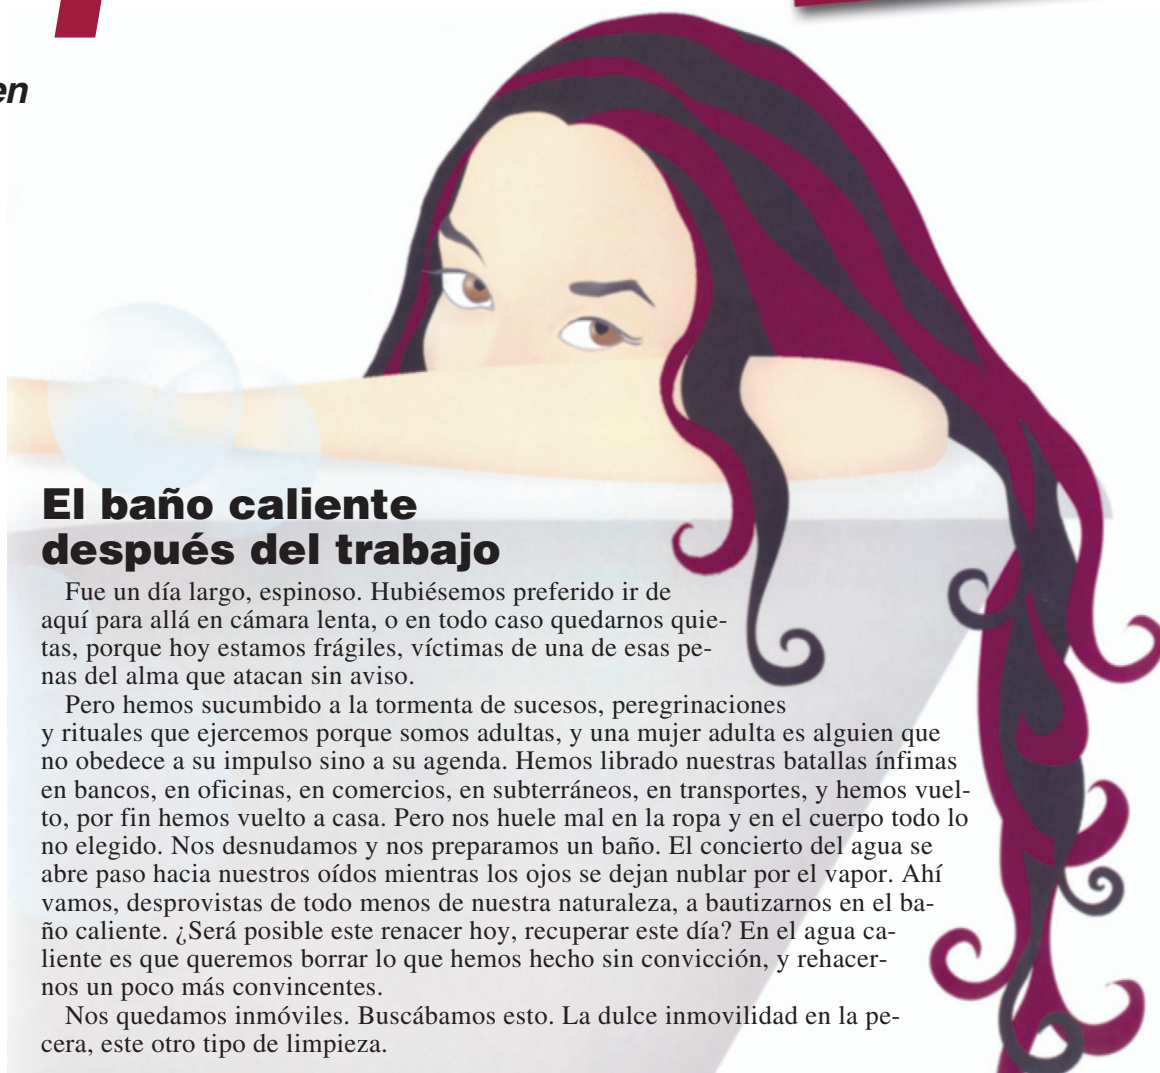 en
El baño caliente
después del trabajo
Fue un día largo, espinoso. Hubiésemos preferido ir de
aquí para allá en cámara lenta, o en todo caso quedarnos quie-
tas, porque hoy estamos frágiles, víctimas de una de esas pe-
nas del alma que atacan sin aviso.
Pero hemos sucumbido a la tormenta de sucesos, peregrinaciones
y rituales que ejercemos porque somos adultas, y una mujer adulta es alguien que
no obedece a su impulso sino a su agenda. Hemos librado nuestras batallas ínfimas
en bancos, en oficinas, en comercios, en subterráneos, en transportes, y hemos vuel-
to, por fin hemos vuelto a casa. Pero nos huele mal en la ropa y en el cuerpo todo lo
no elegido. Nos desnudamos y nos preparamos un baño. El concierto del agua se
abre paso hacia nuestros oídos mientras los ojos se dejan nublar por el vapor. Ahí
vamos, desprovistas de todo menos de nuestra naturaleza, a bautizarnos en el ba-
ño caliente. ¿Será posible este renacer hoy, recuperar este día? En el agua ca-
liente es que queremos borrar lo que hemos hecho sin convicción, y rehacer-
nos un poco más convincentes.
Nos quedamos inmóviles. Buscábamos esto. La dulce inmovilidad en la pe-
cera, este otro tipo de limpieza.